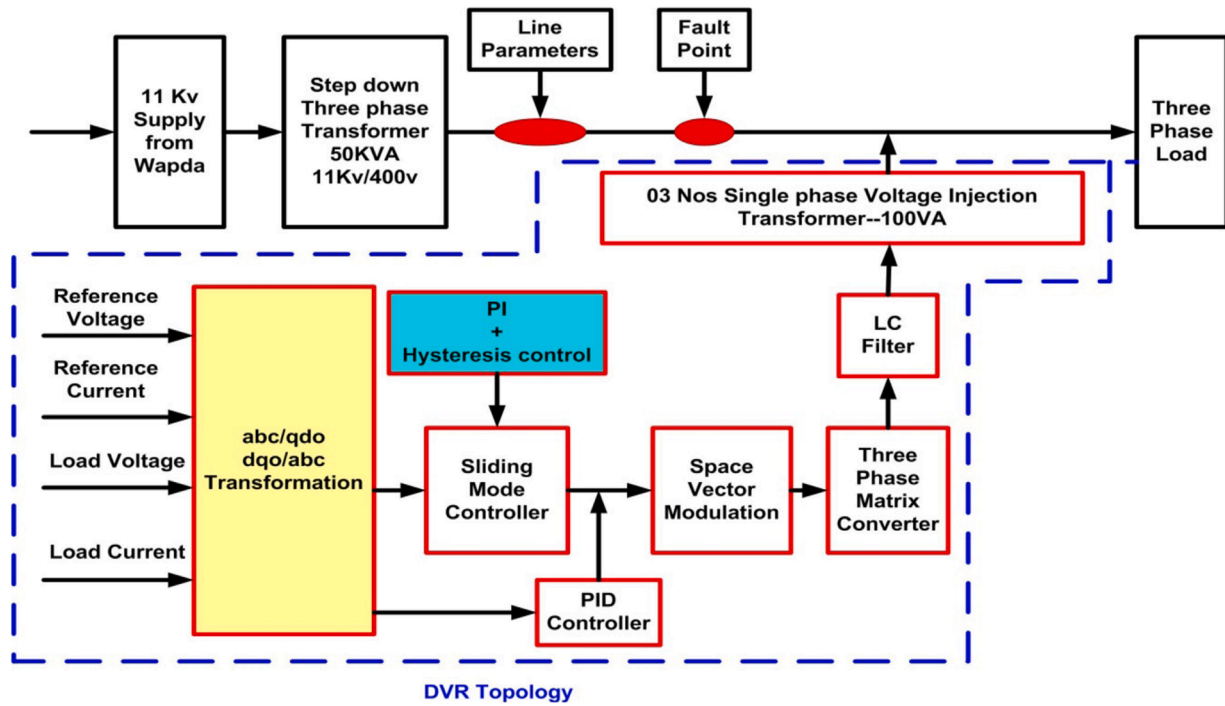 11 Kv
Supply
from
Wapda
Step down
Three phase
Transformer
50KVA
11Kv/400v
Line
Parameters
Fault
Point
Three
Phase
Load
03 Nos Single phase Voltage Injection
Transformer--100VA
Reference
Voltage
Reference
Current
Load Voltage
Load Current
abc/qdo
dqo/abc
Transformation
PI
+
Hysteresis control
Sliding
Mode
Controller
PID
Controller
Space
Vector
Modulation
Three
Phase
Matrix
Converter
LC
Filter
DVR Topology